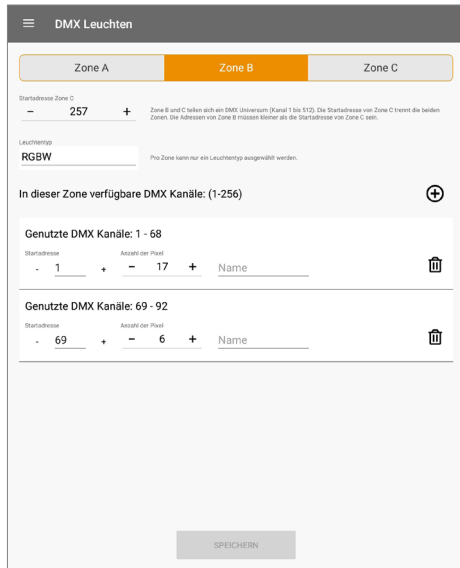 DMX Leuchten
Zone A Zone B Zone C
Startadresse Zone C
− 257 +
Zone B und C teilen sich ein DMX Universum (Kanal 1 bis 512). Die Startadresse von Zone C trennt die beiden
Zonen. Die Adressen von Zone B müssen kleiner als die Startadresse von Zone C sein.
Leuchtentyp
RGBW
Pro Zone kann nur ein Leuchtentyp ausgewählt werden.
In dieser Zone verfügbare DMX Kanäle: (1-256)
Genutzte DMX Kanäle: 1 - 68
Startadresse Anzahl der Pixel
- 1 + − 17 + Name
Genutzte DMX Kanäle: 69 - 92
Startadresse Anzahl der Pixel
- 69 + − 6 + Name
SPEICHERN